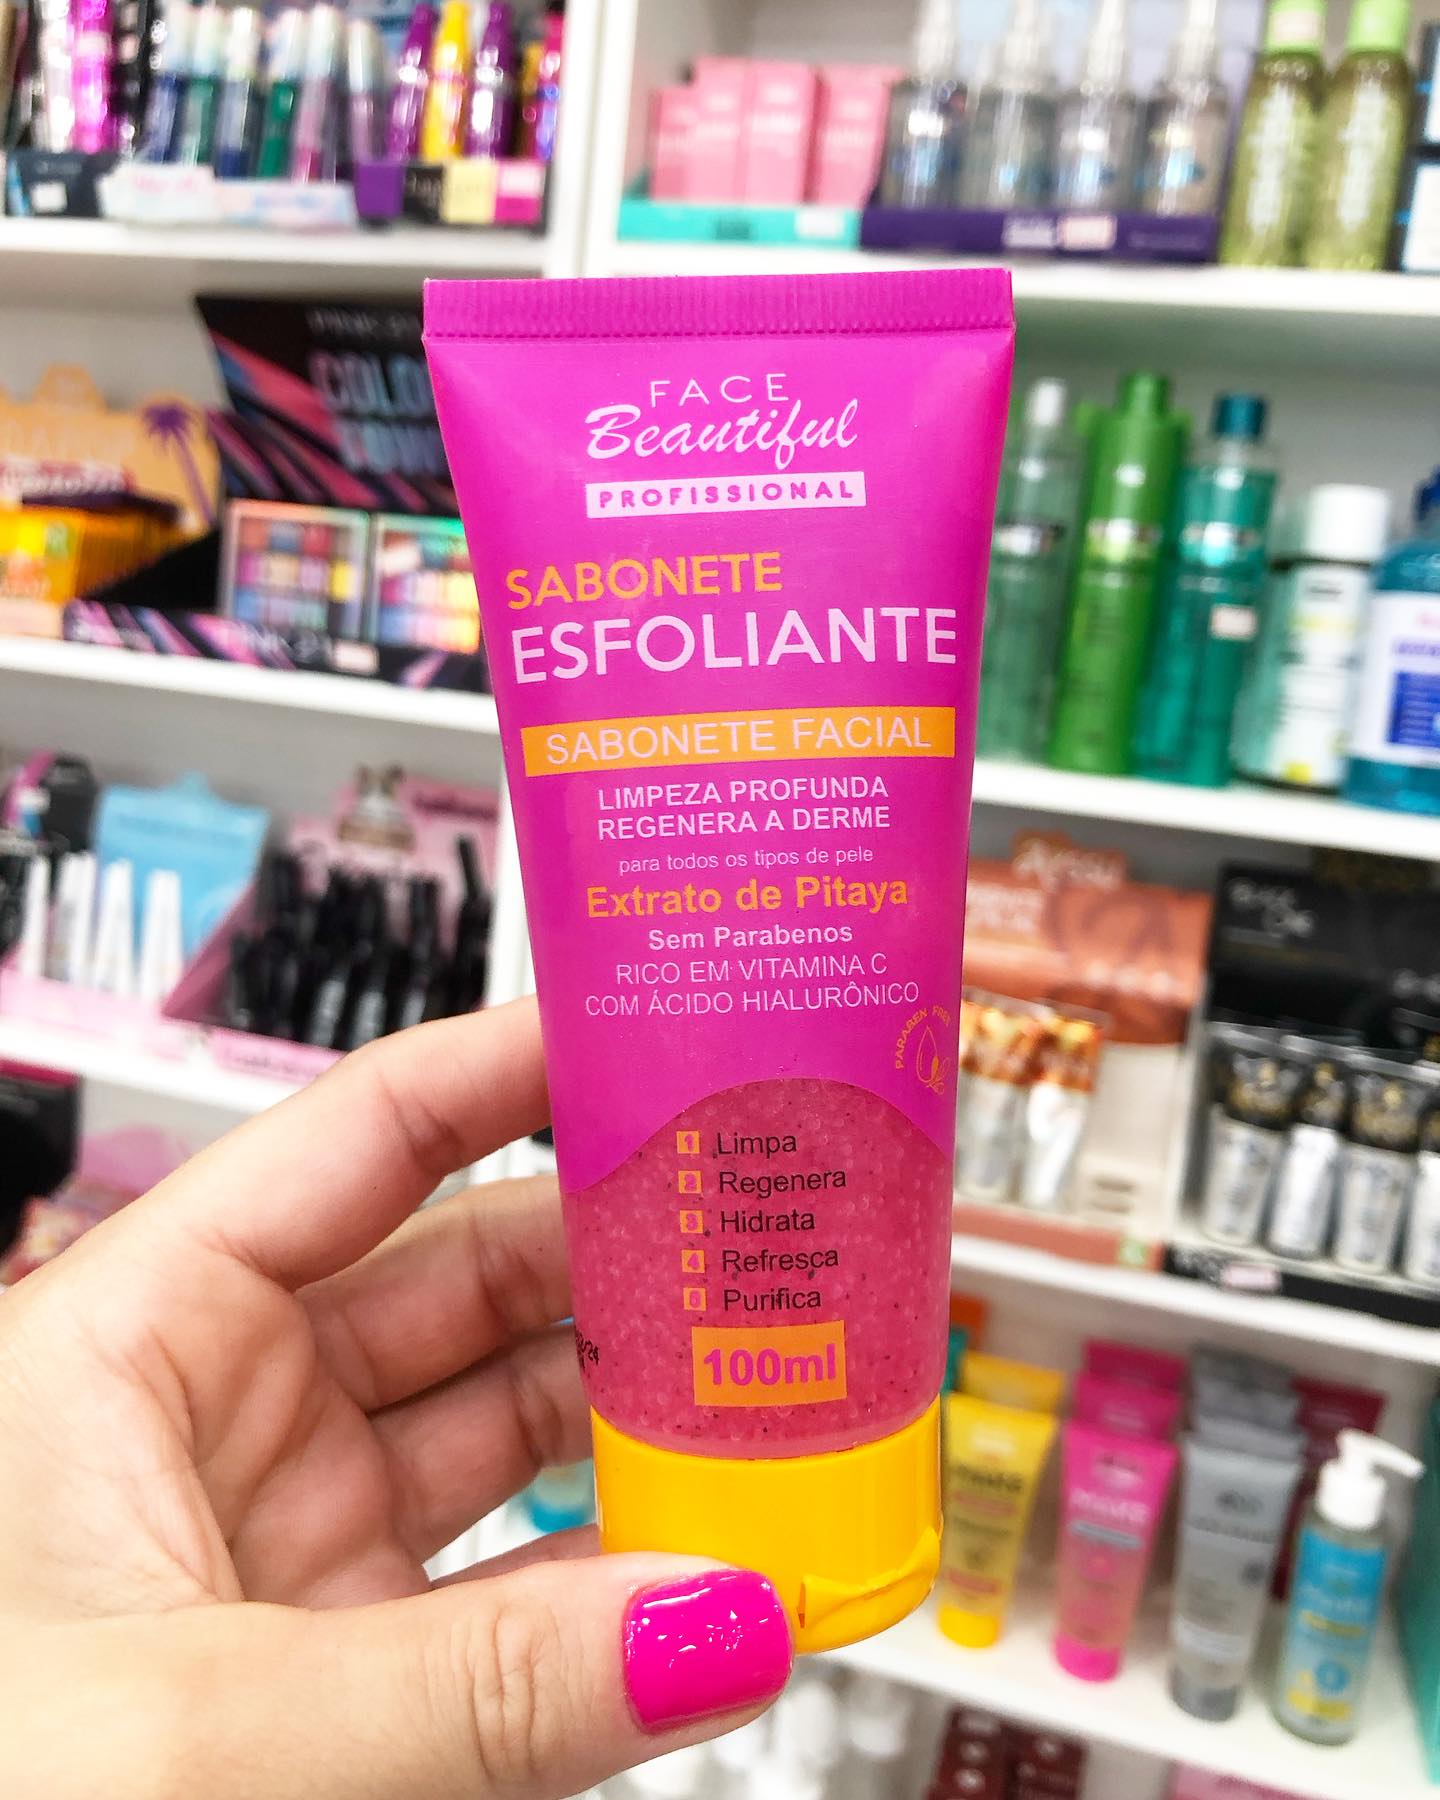 FACE
Beautiful
PROFISSIONAL
SABONETE
ESFOLIANTE
SABONETE FACIAL
LIMPEZA PROFUNDA
REGENERA A DERME
para todos os tipos de pele
Extrato de Pitaya
Sem Parabenos
RICO EM VITAMINA C
COM ÁCIDO HIALURÔNICO
PARABEN FREE
1 Limpa
2 Regenera
3 Hidrata
4 Refresca
5 Purifica
100ml